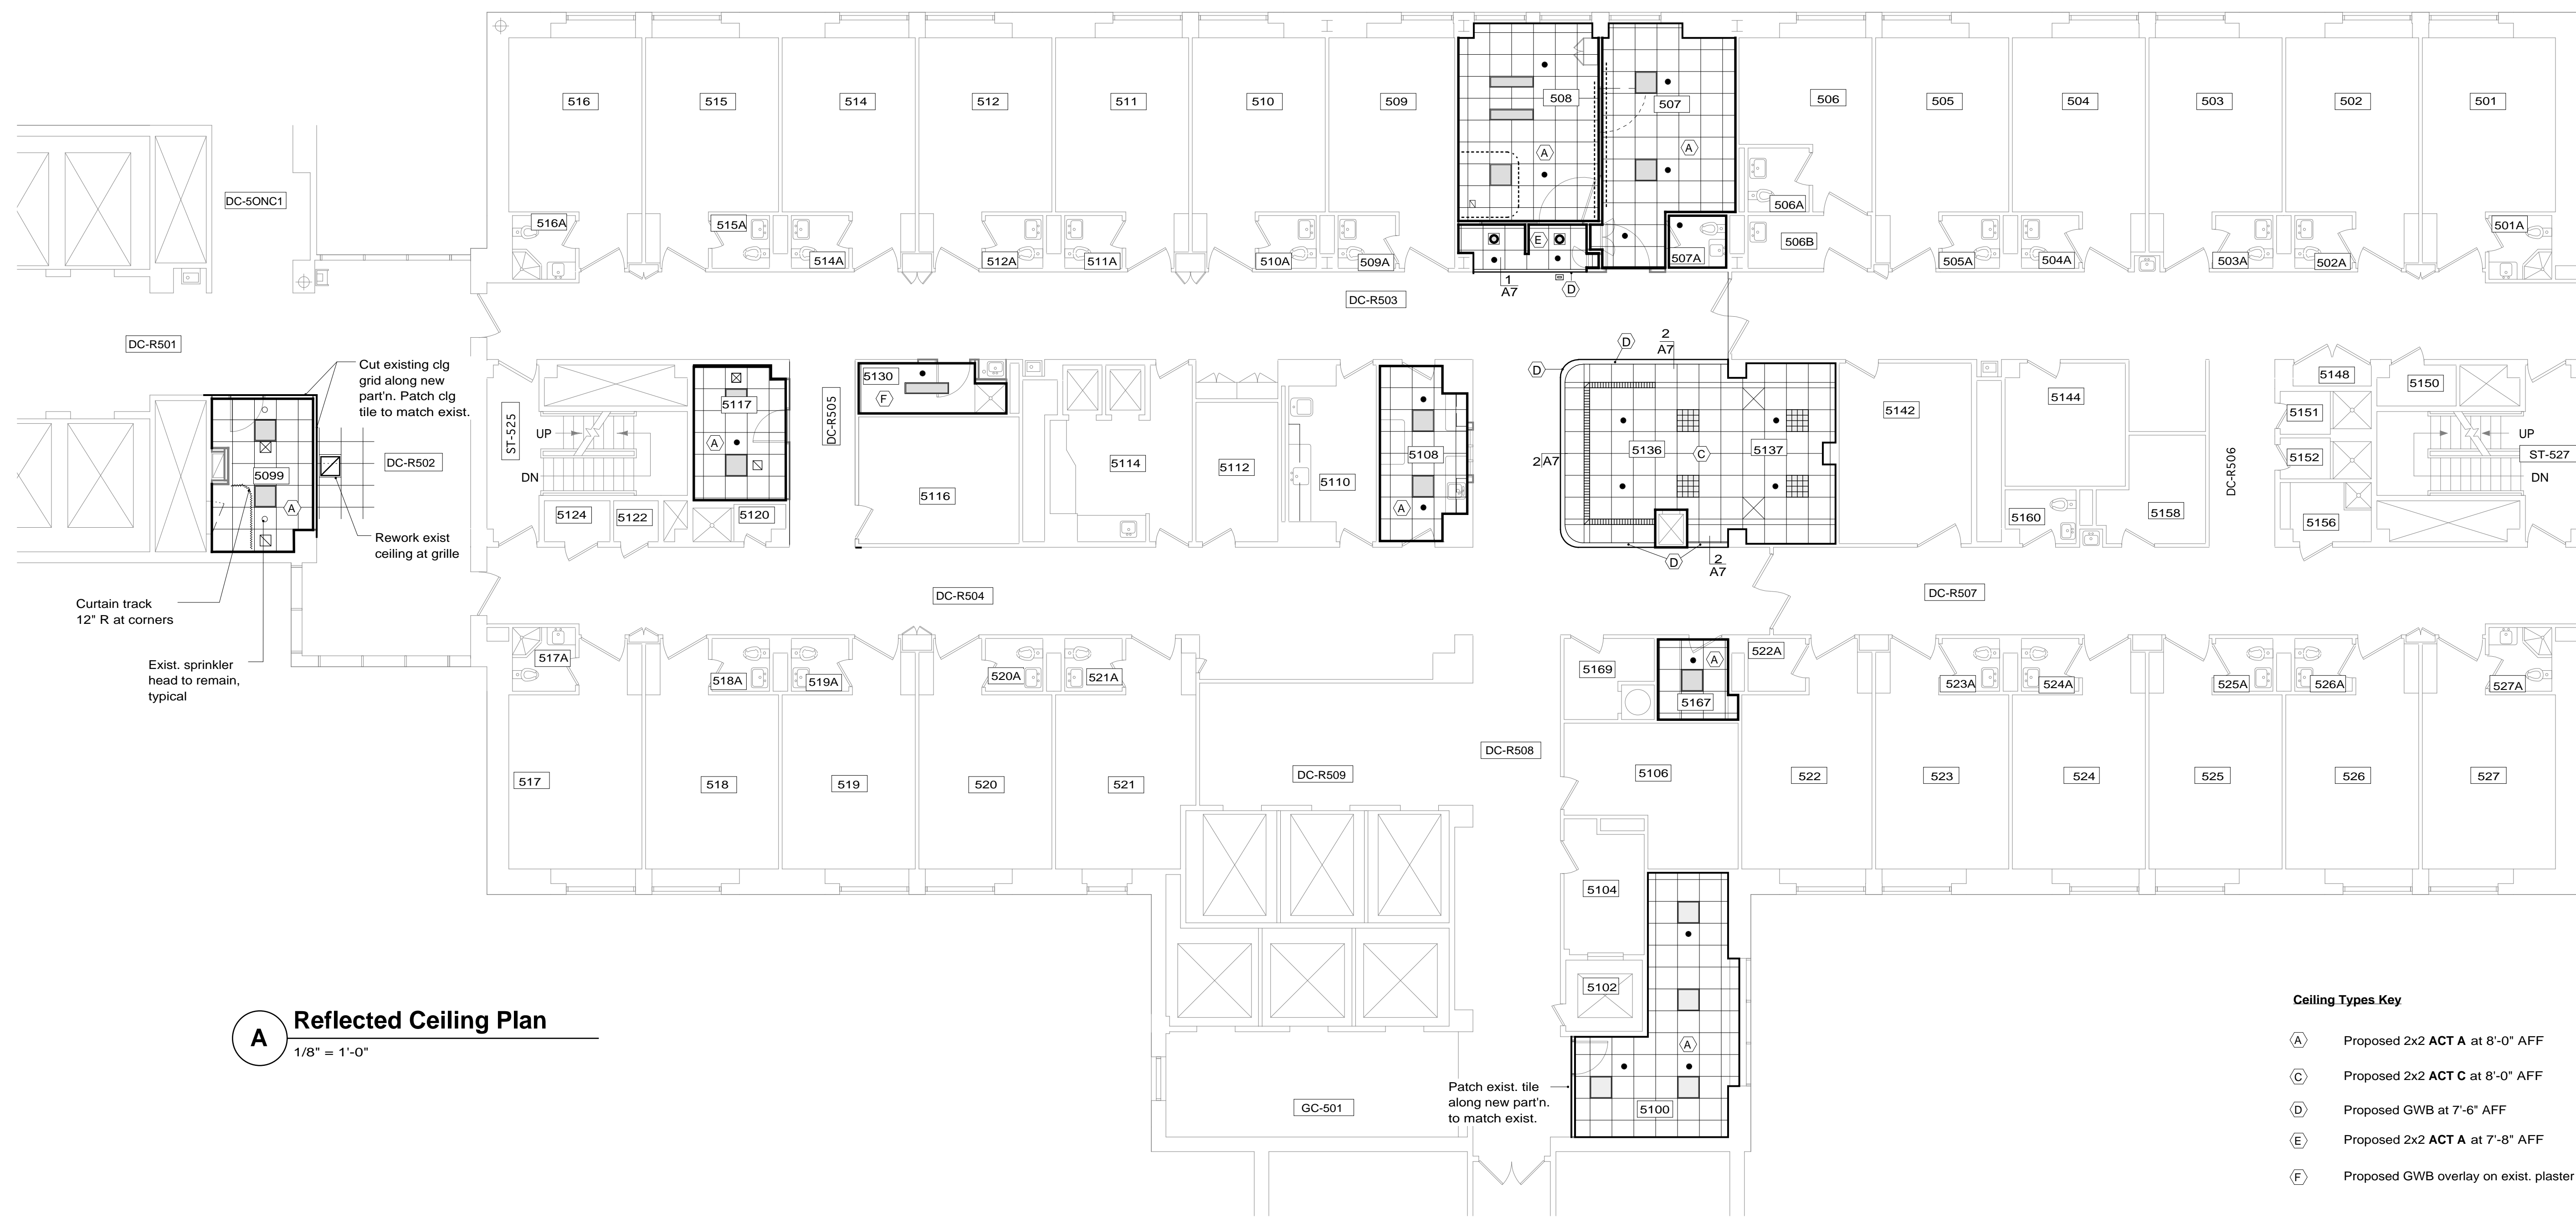 516
515
514
512
511
510
509
508
507
506
505
504
503
502
501
A
A
DC-5ONC1
516A
515A
514A
512A
511A
510A
509A
E
507A
506A
506B
505A
504A
503A
502A
501A
1
A7
D
DC-R503
DC-R501
Cut existing clg
grid along new
part'n. Patch clg
tile to match exist.
5099
A
DC-R502
Rework exist
ceiling at grille
Curtain track
12" R at corners
Exist. sprinkler
head to remain,
typical
ST-525
UP
DN
5117
A
5124
5122
5120
DC-R505
5130
F
5116
5114
5112
5110
5108
A
D
D
2
A7
2
A7
5136
C
5137
D
2
A7
5142
5144
5160
5158
DC-R506
5148
5150
5151
5152
5156
UP
ST-527
DN
DC-R504
DC-R507
517A
518A
519A
520A
521A
5169
A
5167
522A
523A
524A
525A
526A
527A
517
518
519
520
521
DC-R509
DC-R508
5106
522
523
524
525
526
527
5104
5102
A
5100
Patch exist. tile
along new part'n.
to match exist.
GC-501
A
Reflected Ceiling Plan
1/8" = 1'-0"
Ceiling Types Key
A Proposed 2x2 ACT A at 8'-0" AFF
C Proposed 2x2 ACT C at 8'-0" AFF
D Proposed GWB at 7'-6" AFF
E Proposed 2x2 ACT A at 7'-8" AFF
F Proposed GWB overlay on exist. plaster